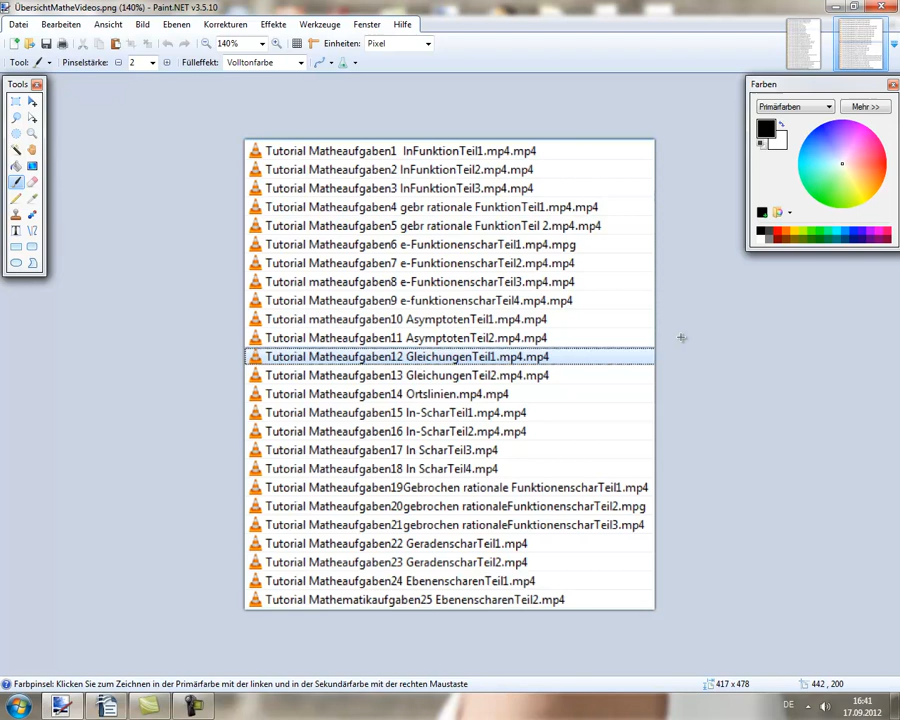 ÜbersichtMatheVideos.png (140%) - Paint.NET v3.5.10
Datei Bearbeiten Ansicht Bild Ebenen Korrekturen Effekte Werkzeuge Fenster Hilfe
140% Einheiten: Pixel
Tool: Pinselstärke: 2 Fülleffekt: Volltonfarbe
Tools
Farben
Primärfarben Mehr >>
Tutorial Matheaufgaben1 InFunktionTeil1.mp4.mp4
Tutorial Matheaufgaben2 InFunktionTeil2.mp4.mp4
Tutorial Matheaufgaben3 InFunktionTeil3.mp4.mp4
Tutorial Matheaufgaben4 gebr rationale FunktionTeil1.mp4.mp4
Tutorial Matheaufgaben5 gebr rationale FunktionTeil 2.mp4.mp4
Tutorial Matheaufgaben6 e-FunktionenscharTeil1.mp4.mpg
Tutorial Matheaufgaben7 e-FunktionenscharTeil2.mp4.mp4
Tutorial matheaufgaben8 e-FunktionenscharTeil3.mp4.mp4
Tutorial Matheaufgaben9 e-funktionenscharTeil4.mp4.mp4
Tutorial matheaufgaben10 AsymptotenTeil1.mp4.mp4
Tutorial Matheaufgaben11 AsymptotenTeil2.mp4.mp4
Tutorial Matheaufgaben12 GleichungenTeil1.mp4.mp4
Tutorial Matheaufgaben13 GleichungenTeil2.mp4.mp4
Tutorial Matheaufgaben14 Ortslinien.mp4.mp4
Tutorial Matheaufgaben15 In-ScharTeil1.mp4.mp4
Tutorial Matheaufgaben16 In-ScharTeil2.mp4.mp4
Tutorial Matheaufgaben17 In ScharTeil3.mp4
Tutorial Matheaufgaben18 In ScharTeil4.mp4
Tutorial Matheaufgaben19Gebrochen rationale FunktionenscharTeil1.mp4
Tutorial Matheaufgaben20gebrochen rationaleFunktionenscharTeil2.mpg
Tutorial Matheaufgaben21gebrochen rationaleFunktionenscharTeil3.mp4
Tutorial Matheaufgaben22 GeradenscharTeil1.mp4
Tutorial Matheaufgaben23 GeradenscharTeil2.mp4
Tutorial Matheaufgaben24 EbenenscharenTeil1.mp4
Tutorial Mathematikaufgaben25 EbenenscharenTeil2.mp4
Farbpinsel: Klicken Sie zum Zeichnen in der Primärfarbe mit der linken und in der Sekundärfarbe mit der rechten Maustaste
417 x 478 442 , 200
DE 16:41
17.09.2012